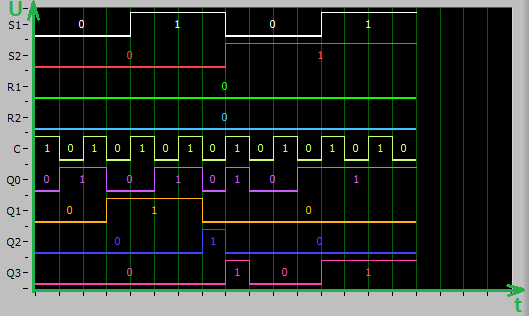 U
S1 0 1 0 1
S2 0 1
R1 0
R2 0
C 1 0 1 0 1 0 1 0 1 0 1 0 1 0 1 0
Q0 0 1 0 1 0 1 0 1
Q1 0 1 0
Q2 0 1 0
Q3 0 1 0 1
t